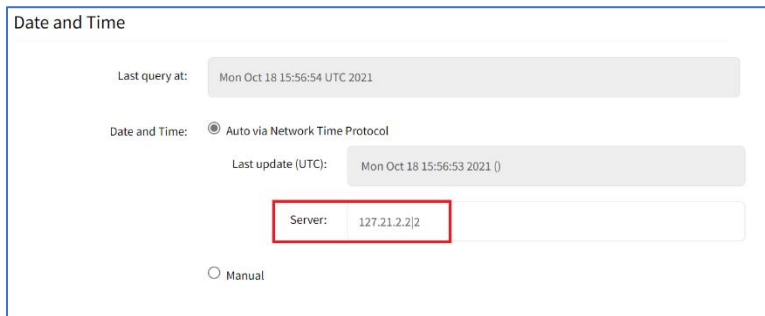 Date and Time
Last query at: Mon Oct 18 15:56:54 UTC 2021
Date and Time: Auto via Network Time Protocol
Last update (UTC): Mon Oct 18 15:56:53 2021 ()
Server: 127.21.2.2|2
Manual